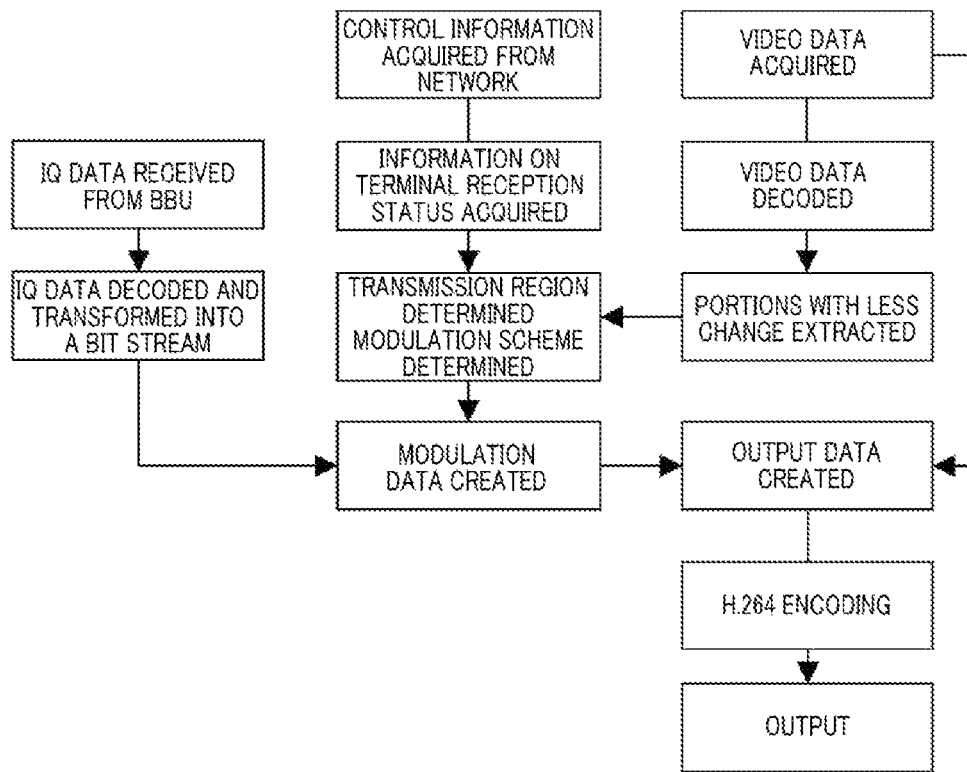 CONTROL INFORMATION
ACQUIRED FROM
NETWORK
VIDEO DATA
ACQUIRED
IQ DATA RECEIVED
FROM BBU
INFORMATION ON
TERMINAL RECEPTION
STATUS ACQUIRED
VIDEO DATA
DECODED
IQ DATA DECODED AND
TRANSFORMED INTO
A BIT STREAM
TRANSMISSION REGION
DETERMINED
MODULATION SCHEME
DETERMINED
PORTIONS WITH LESS
CHANGE EXTRACTED
MODULATION
DATA CREATED
OUTPUT DATA
CREATED
H.264 ENCODING
OUTPUT